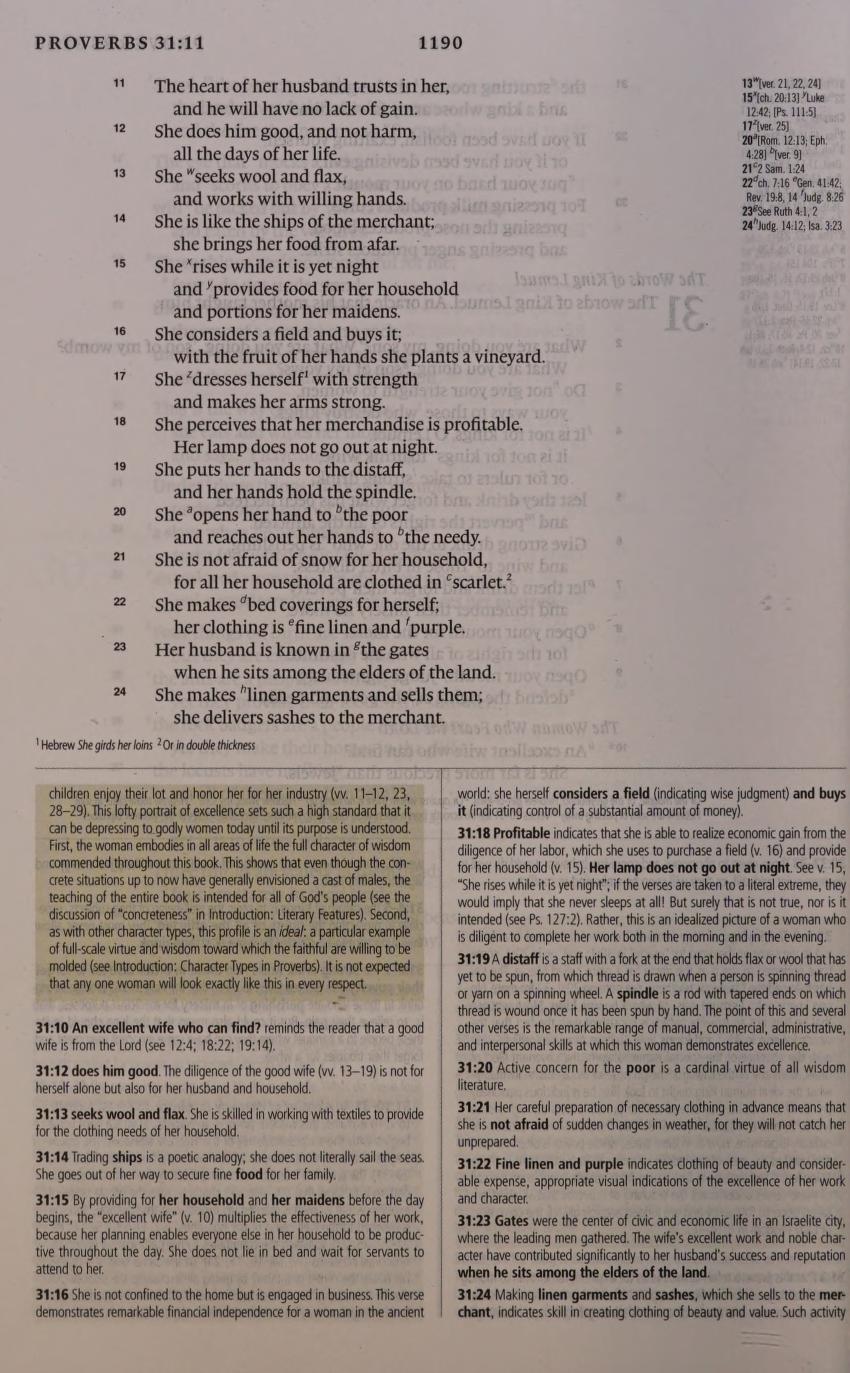 PROVERBS 31:11
1190
11 The heart of her husband trusts in her,
and he will have no lack of gain.
12 She does him good, and not harm,
all the days of her life.
13 She ʷseeks wool and flax,
and works with willing hands.
14 She is like the ships of the merchant;
she brings her food from afar.
15 She ˣrises while it is yet night
and ʸprovides food for her household
and portions for her maidens.
16 She considers a field and buys it;
with the fruit of her hands she plants a vineyard.
17 She ᶻdresses herself¹ with strength
and makes her arms strong.
18 She perceives that her merchandise is profitable.
Her lamp does not go out at night.
19 She puts her hands to the distaff,
and her hands hold the spindle.
20 She ᵃopens her hand to ᵇthe poor
and reaches out her hands to ᵇthe needy.
21 She is not afraid of snow for her household,
for all her household are clothed in ᶜscarlet.²
22 She makes ᵈbed coverings for herself;
her clothing is ᵉfine linen and ᶠpurple.
23 Her husband is known in ᵍthe gates
when he sits among the elders of the land.
24 She makes ʰlinen garments and sells them;
she delivers sashes to the merchant.
13ʷ[ver. 21, 22, 24]
15ˣ[ch. 20:13] ʸLuke
12:42; [Ps. 111:5]
17ᶻ[ver. 25]
20ᵃ[Rom. 12:13; Eph.
4:28] ᵇ[ver. 9]
21ᶜ2 Sam. 1:24
22ᵈch. 7:16 ᵉGen. 41:42;
Rev. 19:8, 14 ᶠJudg. 8:26
23ᵍSee Ruth 4:1, 2
24ʰJudg. 14:12; Isa. 3:23
¹ Hebrew She girds her loins ² Or in double thickness
children enjoy their lot and honor her for her industry (vv. 11–12, 23,
28–29). This lofty portrait of excellence sets such a high standard that it
can be depressing to godly women today until its purpose is understood.
First, the woman embodies in all areas of life the full character of wisdom
commended throughout this book. This shows that even though the con-
crete situations up to now have generally envisioned a cast of males, the
teaching of the entire book is intended for all of God's people (see the
discussion of "concreteness" in Introduction: Literary Features). Second,
as with other character types, this profile is an ideal: a particular example
of full-scale virtue and wisdom toward which the faithful are willing to be
molded (see Introduction: Character Types in Proverbs). It is not expected
that any one woman will look exactly like this in every respect.
31:10 An excellent wife who can find? reminds the reader that a good
wife is from the Lord (see 12:4; 18:22; 19:14).
31:12 does him good. The diligence of the good wife (vv. 13–19) is not for
herself alone but also for her husband and household.
31:13 seeks wool and flax. She is skilled in working with textiles to provide
for the clothing needs of her household.
31:14 Trading ships is a poetic analogy; she does not literally sail the seas.
She goes out of her way to secure fine food for her family.
31:15 By providing for her household and her maidens before the day
begins, the "excellent wife" (v. 10) multiplies the effectiveness of her work,
because her planning enables everyone else in her household to be produc-
tive throughout the day. She does not lie in bed and wait for servants to
attend to her.
31:16 She is not confined to the home but is engaged in business. This verse
demonstrates remarkable financial independence for a woman in the ancient
world: she herself considers a field (indicating wise judgment) and buys
it (indicating control of a substantial amount of money).
31:18 Profitable indicates that she is able to realize economic gain from the
diligence of her labor, which she uses to purchase a field (v. 16) and provide
for her household (v. 15). Her lamp does not go out at night. See v. 15,
"She rises while it is yet night"; if the verses are taken to a literal extreme, they
would imply that she never sleeps at all! But surely that is not true, nor is it
intended (see Ps. 127:2). Rather, this is an idealized picture of a woman who
is diligent to complete her work both in the morning and in the evening.
31:19 A distaff is a staff with a fork at the end that holds flax or wool that has
yet to be spun, from which thread is drawn when a person is spinning thread
or yarn on a spinning wheel. A spindle is a rod with tapered ends on which
thread is wound once it has been spun by hand. The point of this and several
other verses is the remarkable range of manual, commercial, administrative,
and interpersonal skills at which this woman demonstrates excellence.
31:20 Active concern for the poor is a cardinal virtue of all wisdom
literature.
31:21 Her careful preparation of necessary clothing in advance means that
she is not afraid of sudden changes in weather, for they will not catch her
unprepared.
31:22 Fine linen and purple indicates clothing of beauty and consider-
able expense, appropriate visual indications of the excellence of her work
and character.
31:23 Gates were the center of civic and economic life in an Israelite city,
where the leading men gathered. The wife's excellent work and noble char-
acter have contributed significantly to her husband's success and reputation
when he sits among the elders of the land.
31:24 Making linen garments and sashes, which she sells to the mer-
chant, indicates skill in creating clothing of beauty and value. Such activity